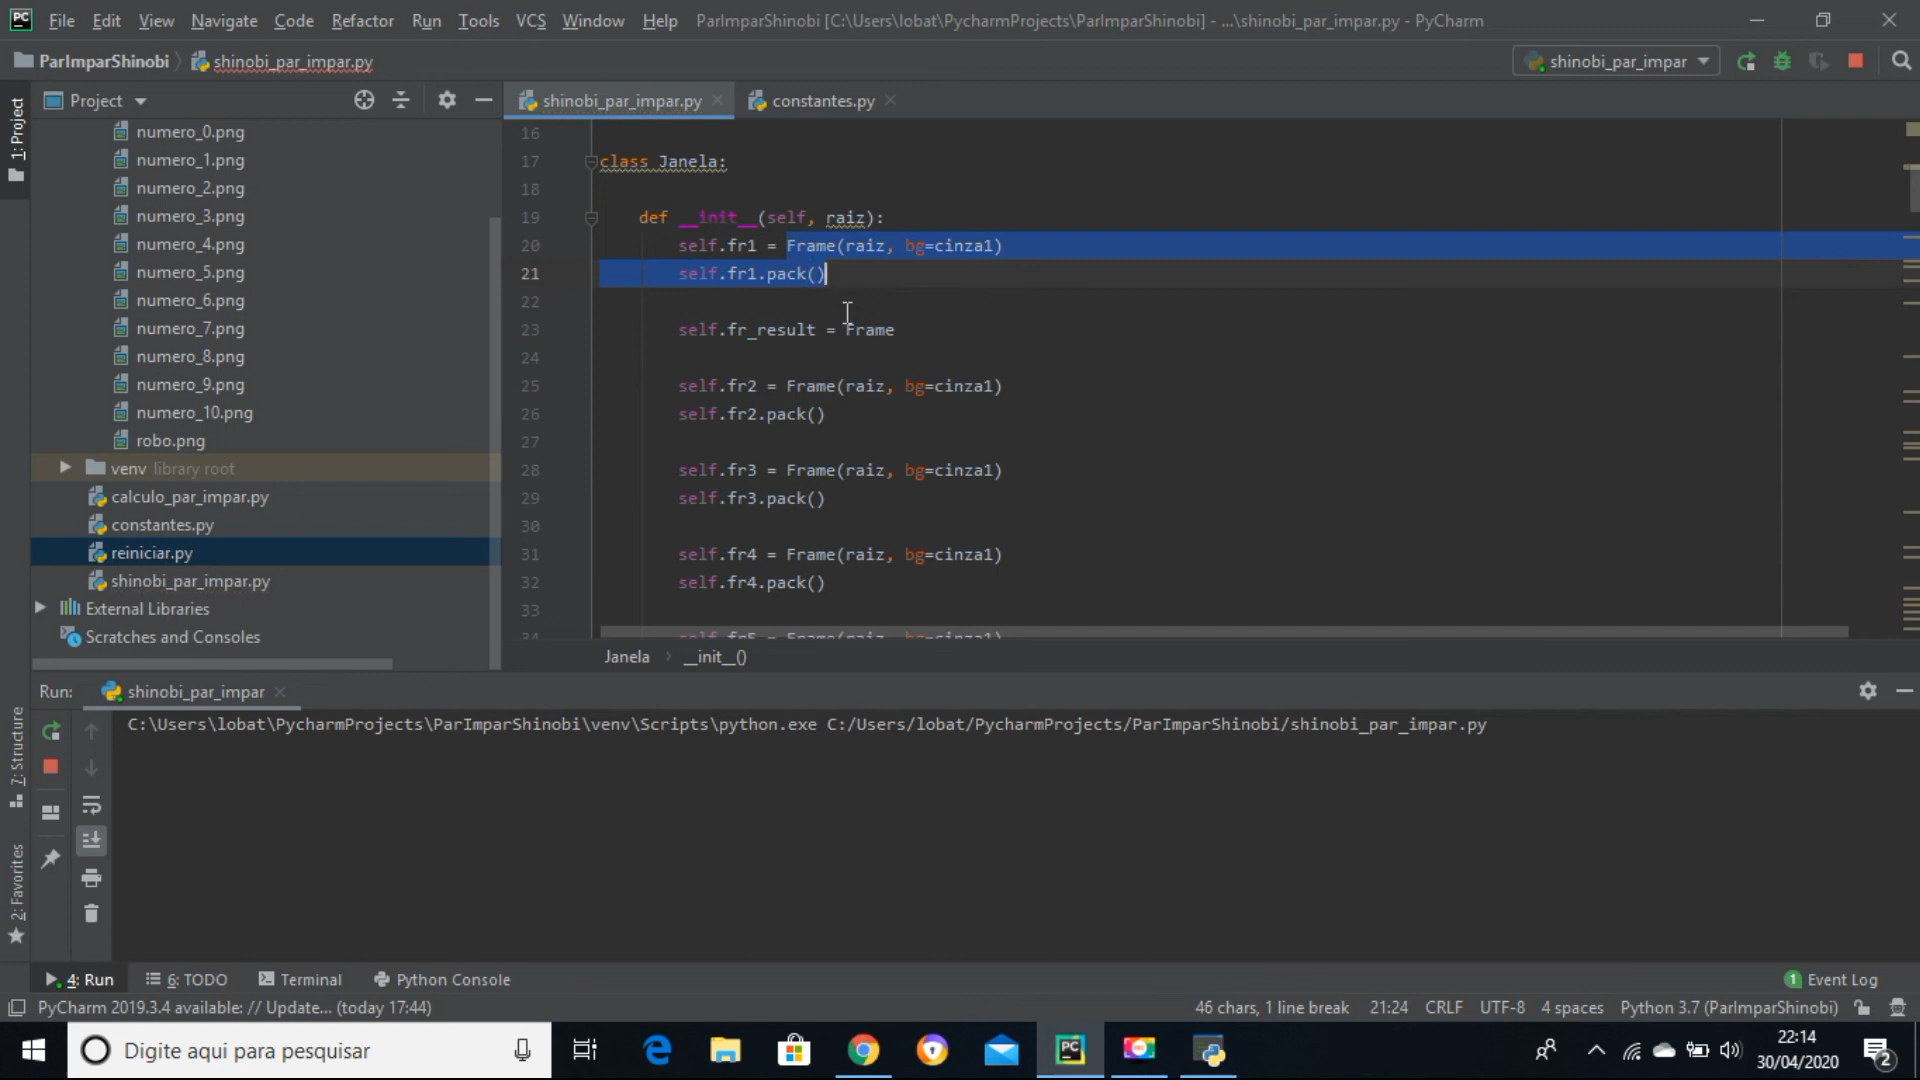 PC File Edit View Navigate Code Refactor Run Tools VCS Window Help ParImparShinobi [C:\Users\lobat\PycharmProjects\ParImparShinobi] - ...\shinobi_par_impar.py - PyCharm
ParImparShinobi shinobi_par_impar.py shinobi_par_impar
1: Project
Project
shinobi_par_impar.py constantes.py
numero_0.png
numero_1.png
numero_2.png
numero_3.png
numero_4.png
numero_5.png
numero_6.png
numero_7.png
numero_8.png
numero_9.png
numero_10.png
robo.png
venv library root
calculo_par_impar.py
constantes.py
reiniciar.py
shinobi_par_impar.py
External Libraries
Scratches and Consoles
16
17 class Janela:
18
19 def __init__(self, raiz):
20 self.fr1 = Frame(raiz, bg=cinza1)
21 self.fr1.pack()
22
23 self.fr_result = Frame
24
25 self.fr2 = Frame(raiz, bg=cinza1)
26 self.fr2.pack()
27
28 self.fr3 = Frame(raiz, bg=cinza1)
29 self.fr3.pack()
30
31 self.fr4 = Frame(raiz, bg=cinza1)
32 self.fr4.pack()
33
34 self.fr5 = Frame(raiz, bg=cinza1)
Janela __init__()
Run: shinobi_par_impar
C:\Users\lobat\PycharmProjects\ParImparShinobi\venv\Scripts\python.exe C:/Users/lobat/PycharmProjects/ParImparShinobi/shinobi_par_impar.py
7: Structure
2: Favorites
4: Run 6: TODO Terminal Python Console 1 Event Log
PyCharm 2019.3.4 available: // Update... (today 17:44) 46 chars, 1 line break 21:24 CRLF UTF-8 4 spaces Python 3.7 (ParImparShinobi)
Digite aqui para pesquisar PC 22:14
30/04/2020 2